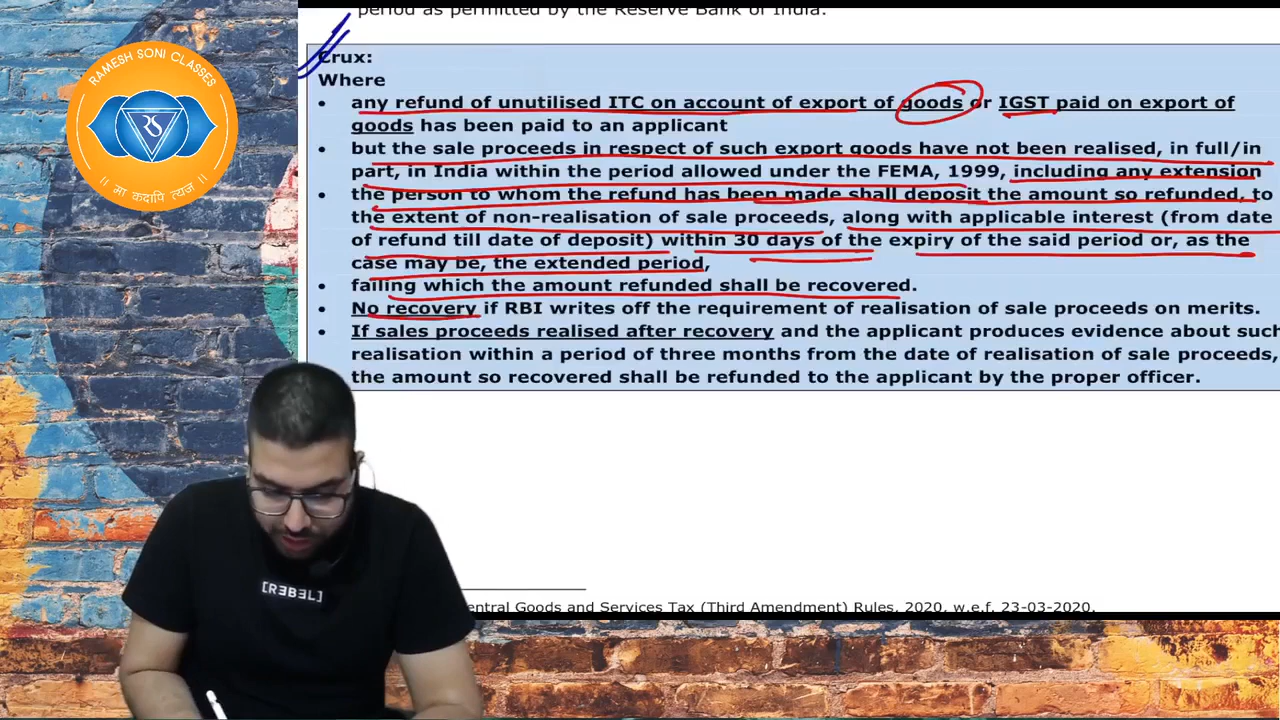 period as permitted by the Reserve Bank of India.
RAMESH SONI CLASSES
॥ मा कदापि त्यज ॥
Crux:
Where
• any refund of unutilised ITC on account of export of goods or IGST paid on export of
goods has been paid to an applicant
• but the sale proceeds in respect of such export goods have not been realised, in full/in
part, in India within the period allowed under the FEMA, 1999, including any extension
• the person to whom the refund has been made shall deposit the amount so refunded, to
the extent of non-realisation of sale proceeds, along with applicable interest (from date
of refund till date of deposit) within 30 days of the expiry of the said period or, as the
case may be, the extended period,
• failing which the amount refunded shall be recovered.
• No recovery if RBI writes off the requirement of realisation of sale proceeds on merits.
• If sales proceeds realised after recovery and the applicant produces evidence about such
realisation within a period of three months from the date of realisation of sale proceeds,
the amount so recovered shall be refunded to the applicant by the proper officer.
[REBEL]
Goods and Services Tax (Third Amendment) Rules, 2020, w.e.f. 23-03-2020.